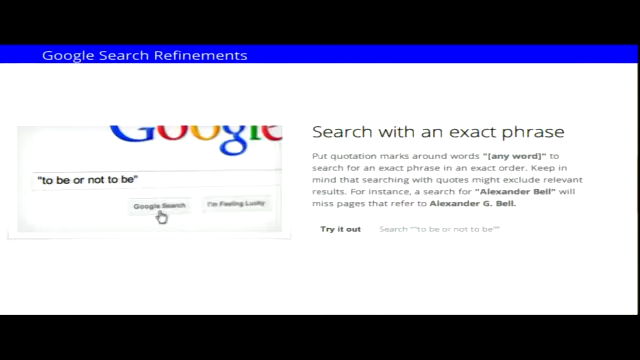 Google Search Refinements
Google
"to be or not to be"
Google Search
I'm Feeling Lucky
Search with an exact phrase
Put quotation marks around words "[any word]" to
search for an exact phrase in an exact order. Keep in
mind that searching with quotes might exclude relevant
results. For instance, a search for "Alexander Bell" will
miss pages that refer to Alexander G. Bell.
Try it out Search ""to be or not to be""